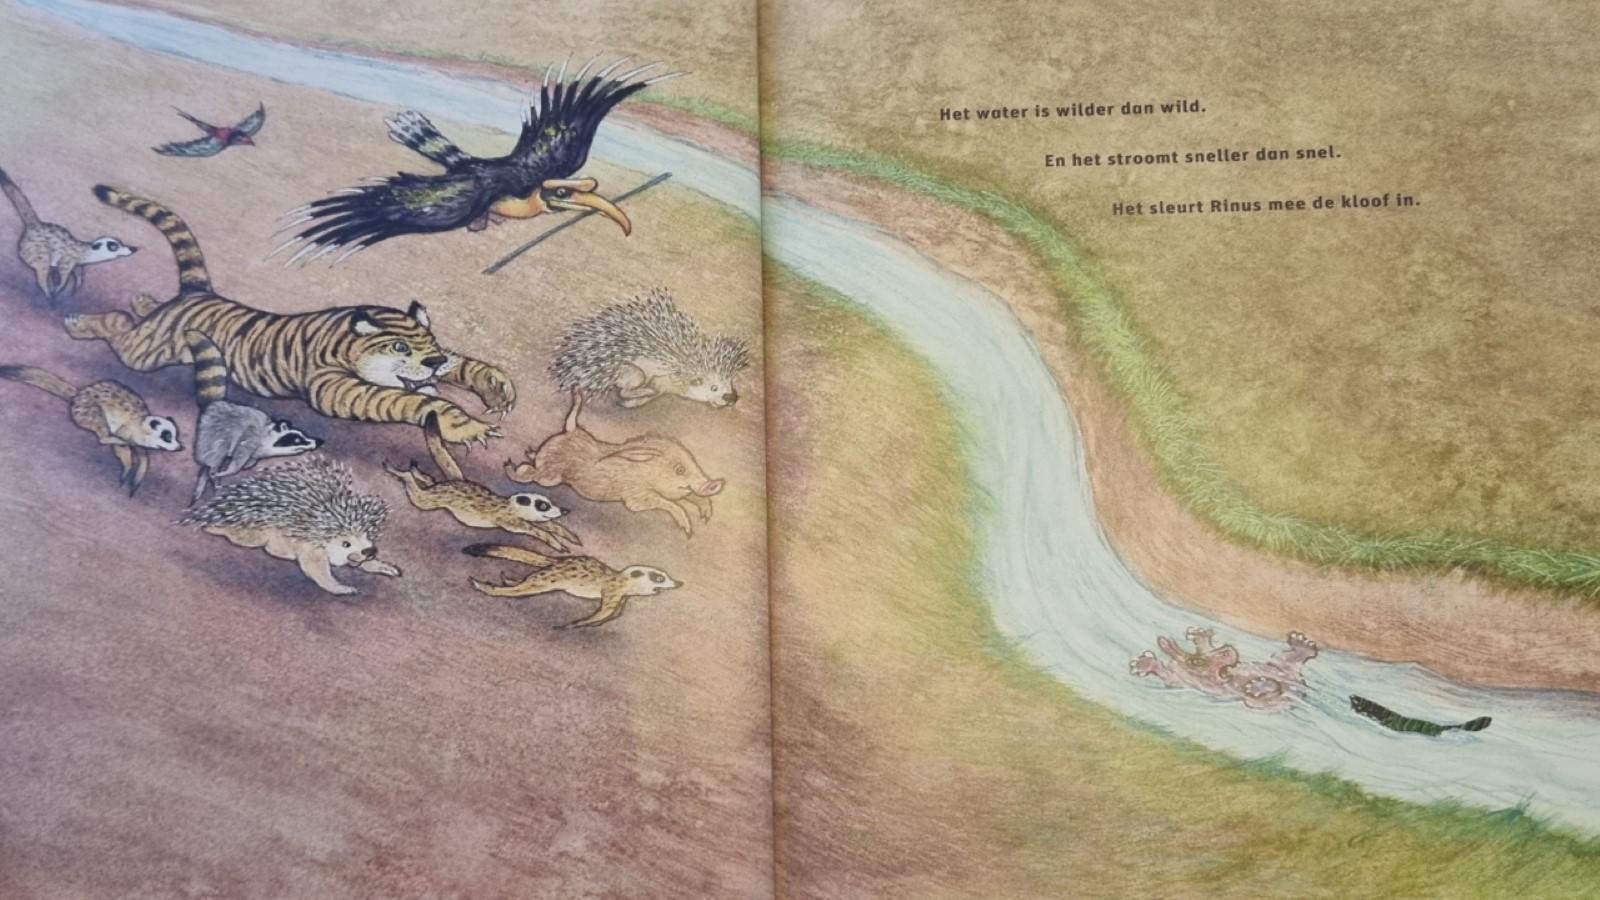 Het water is wilder dan wild.
En het stroomt sneller dan snel.
Het sleurt Rinus mee de kloof in.